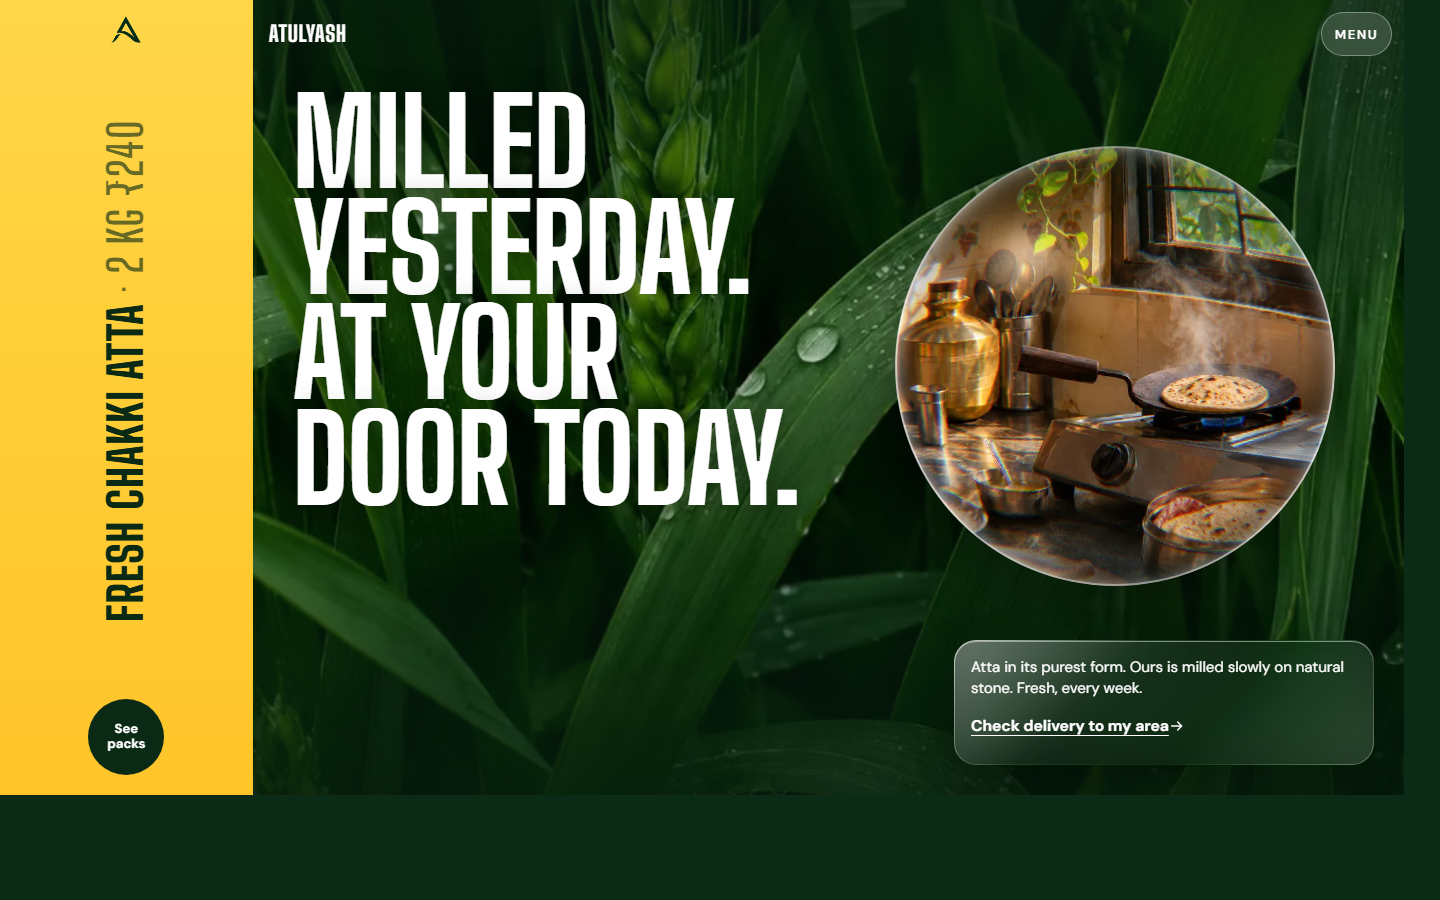 ATULYASH
MENU
FRESH CHAKKI ATTA · 2 KG ₹240
See
packs
MILLED
YESTERDAY.
AT YOUR
DOOR TODAY.
Atta in its purest form. Ours is milled slowly on natural
stone. Fresh, every week.
Check delivery to my area→